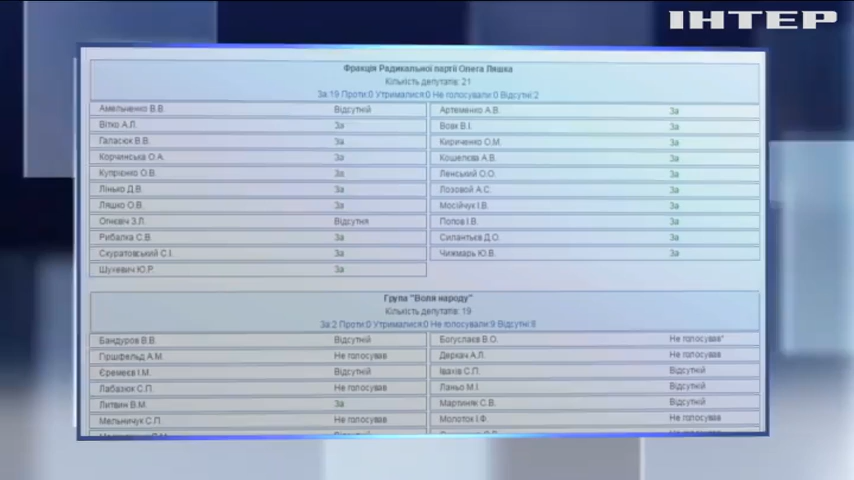 ІНТЕР
Фракція Радикальної партії Олега Ляшка
Кількість депутатів: 21
За:19 Проти:0 Утрималися:0 Не голосували:0 Відсутні:2
Амельченко В.В. Відсутній Артеменко А.В. За
Вітко А.Л. За Вовк В.І. За
Галасюк В.В. За Кириченко О.М. За
Корчинська О.А. За Кошелєва А.В. За
Купрієнко О.В. За Ленський О.О. За
Лінько Д.В. За Лозовой А.С. За
Ляшко О.В. За Мосійчук І.В. За
Огнєвіч З.Л. Відсутня Попов І.В. За
Рибалка С.В. За Силантьєв Д.О. За
Скуратовський С.І. За Чижмарь Ю.В. За
Шухевич Ю.Р. За
Група "Воля народу"
Кількість депутатів: 19
За:2 Проти:0 Утрималися:0 Не голосували:9 Відсутні:8
Бандуров В.В. Відсутній Богуслаєв В.О. Не голосував*
Гіршфельд А.М. Не голосував Деркач А.Л. Не голосував
Єремеєв І.М. Відсутній Івахів С.П. Відсутній
Лабазюк С.П. Не голосував Ланьо М.І. Відсутній
Литвин В.М. За Мартиняк С.В. Відсутній
Мельничук С.П. Не голосував Молоток І.Ф. Не голосував